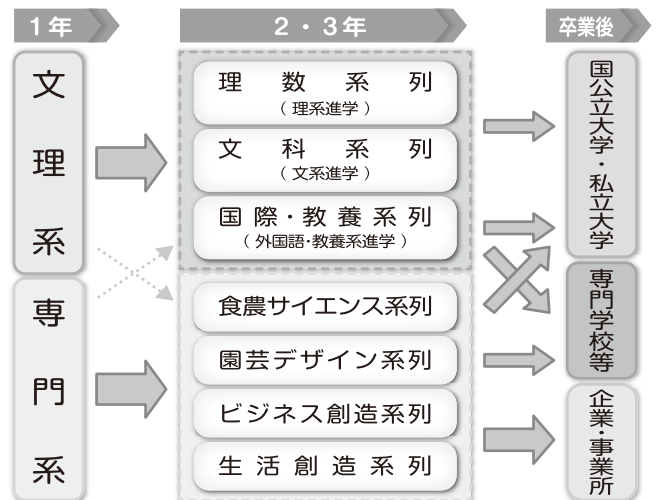 1年
2・3年
卒業後
文理系
専門系
理数系列
（理系進学）
文科系列
（文系進学）
国際・教養系列
（外国語・教養系進学）
食農サイエンス系列
園芸デザイン系列
ビジネス創造系列
生活創造系列
国公立大学・私立大学
専門学校等
企業・事業所